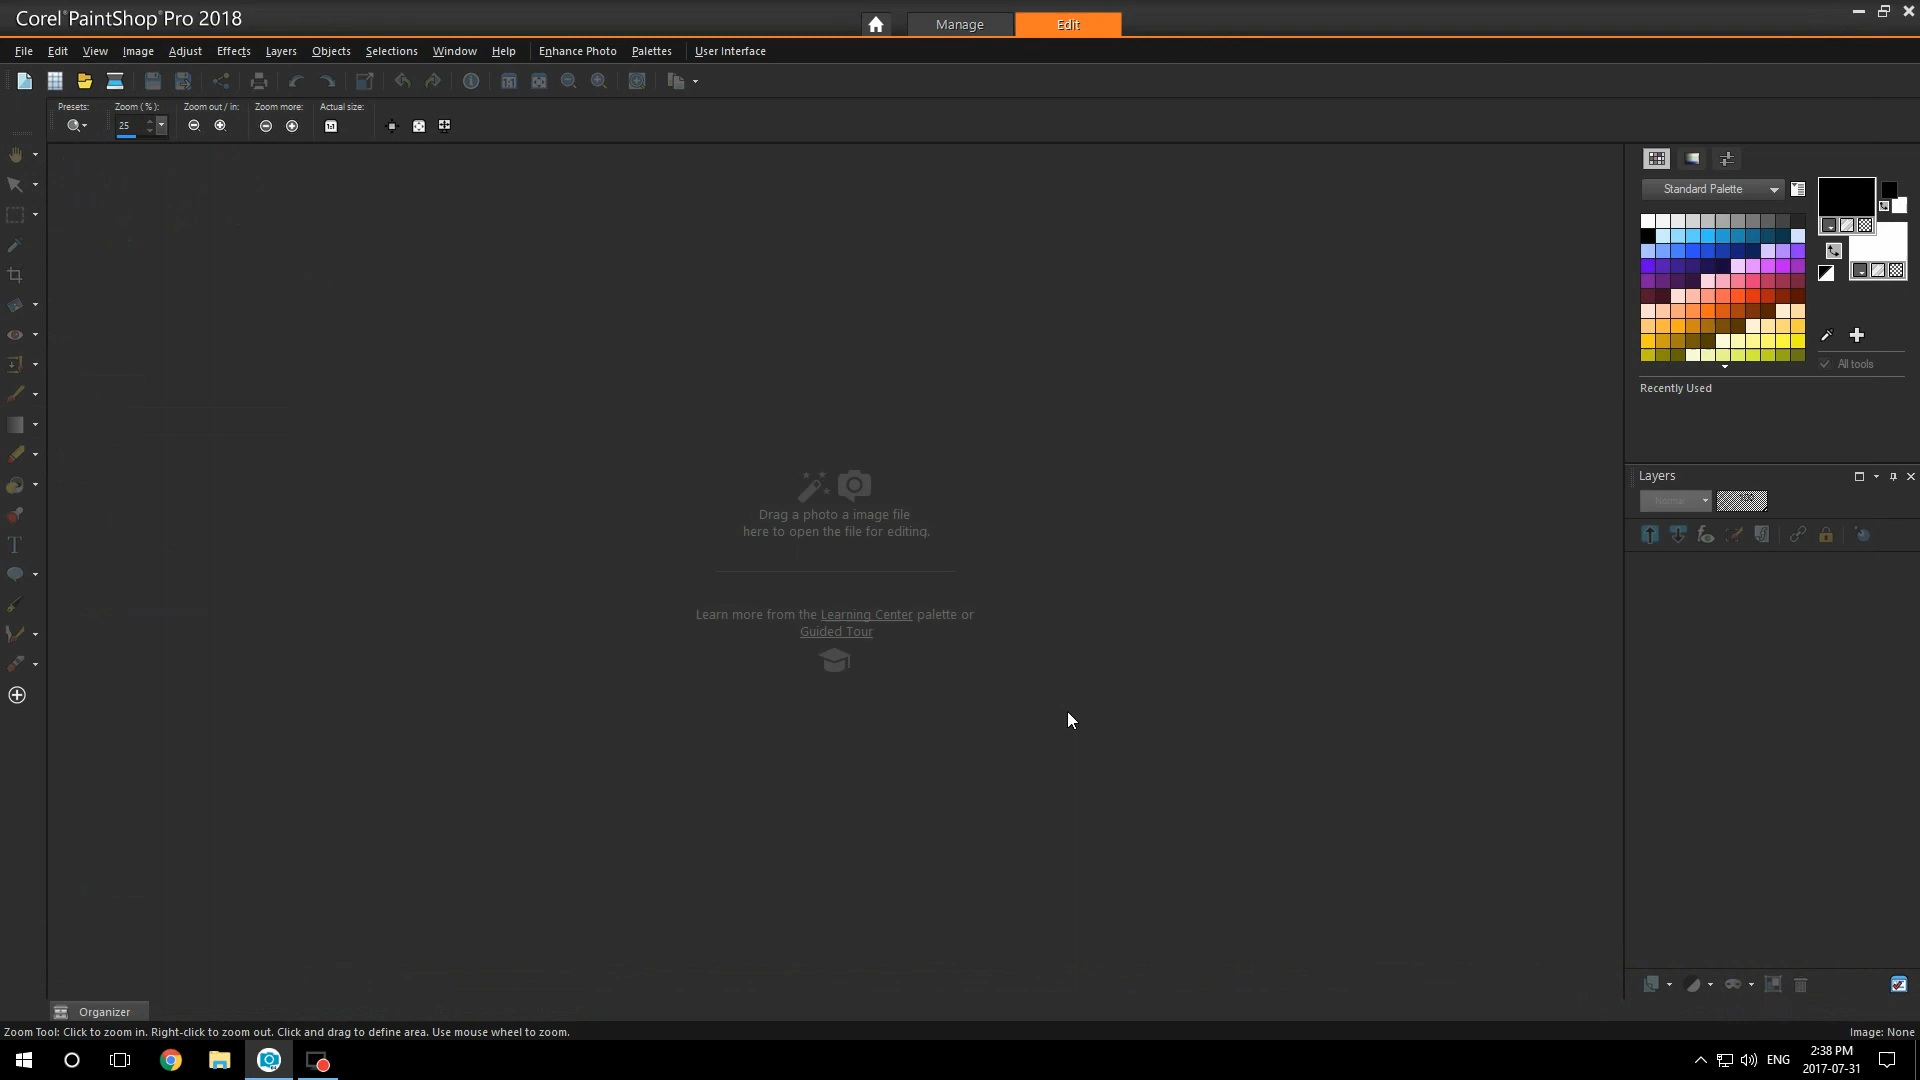 Corel®PaintShop®Pro 2018
Manage
Edit
File Edit View Image Adjust Effects Layers Objects Selections Window Help Enhance Photo Palettes User Interface
Presets: Zoom (%): Zoom out / in: Zoom more: Actual size:
25
Standard Palette
All tools
Recently Used
Layers
Normal
Drag a photo a image file
here to open the file for editing.
Learn more from the Learning Center palette or
Guided Tour
Organizer
Zoom Tool: Click to zoom in. Right-click to zoom out. Click and drag to define area. Use mouse wheel to zoom.
Image: None
ENG
2:38 PM
2017-07-31